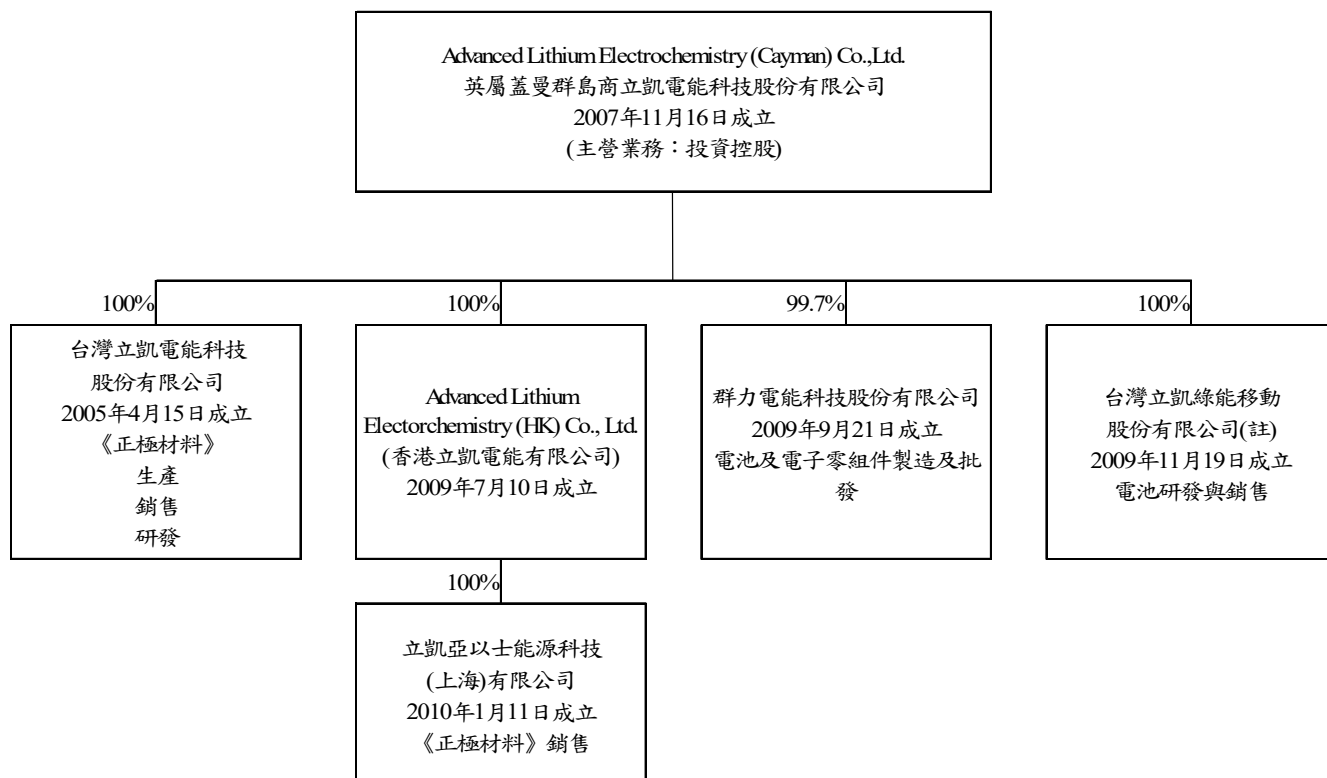 Advanced Lithium Electrochemistry (Cayman) Co.,Ltd.
英屬蓋曼群島商立凱電能科技股份有限公司
2007年11月16日成立
(主營業務：投資控股)
100%
100%
99.7%
100%
台灣立凱電能科技
股份有限公司
2005年4月15日成立
《正極材料》
生產
銷售
研發
Advanced Lithium
Electorchemistry (HK) Co., Ltd.
(香港立凱電能有限公司)
2009年7月10日成立
群力電能科技股份有限公司
2009年9月21日成立
電池及電子零組件製造及批
發
台灣立凱綠能移動
股份有限公司(註)
2009年11月19日成立
電池研發與銷售
100%
立凱亞以士能源科技
(上海)有限公司
2010年1月11日成立
《正極材料》銷售